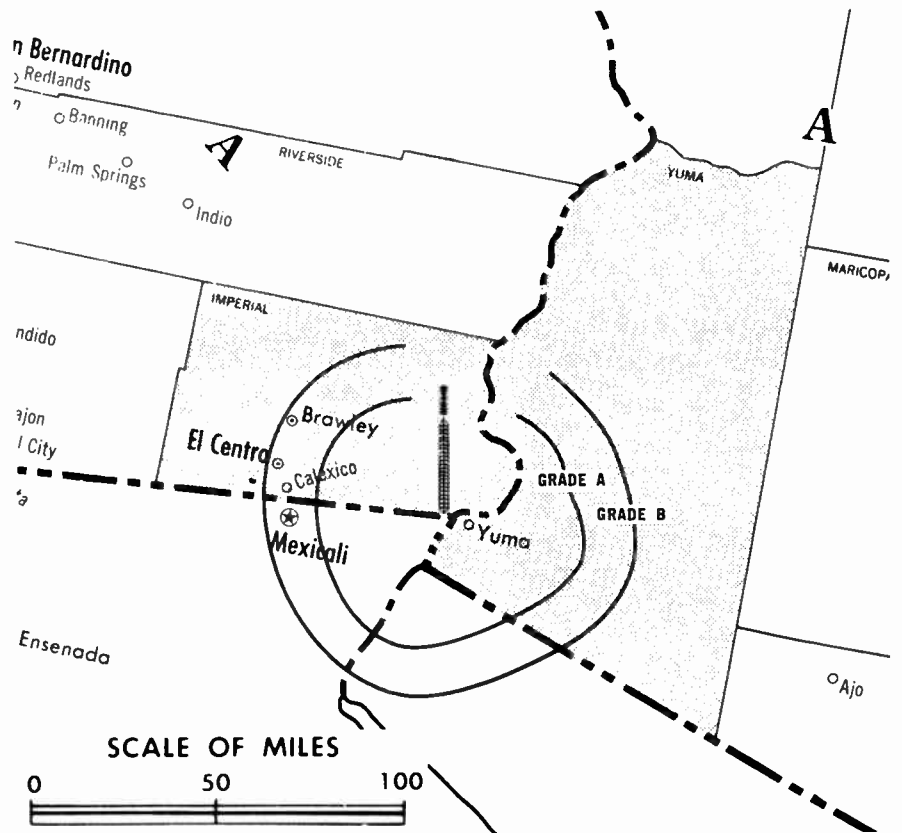 n Bernardino
Redlands
n
Banning
Palm Springs
Indio
A
RIVERSIDE
A
YUMA
MARICOPA
IMPERIAL
ndido
Brawley
ajon
l City
El Centro
Calexico
GRADE A
GRADE B
Yuma
Mexicali
Ensenada
Ajo
SCALE OF MILES
0 50 100